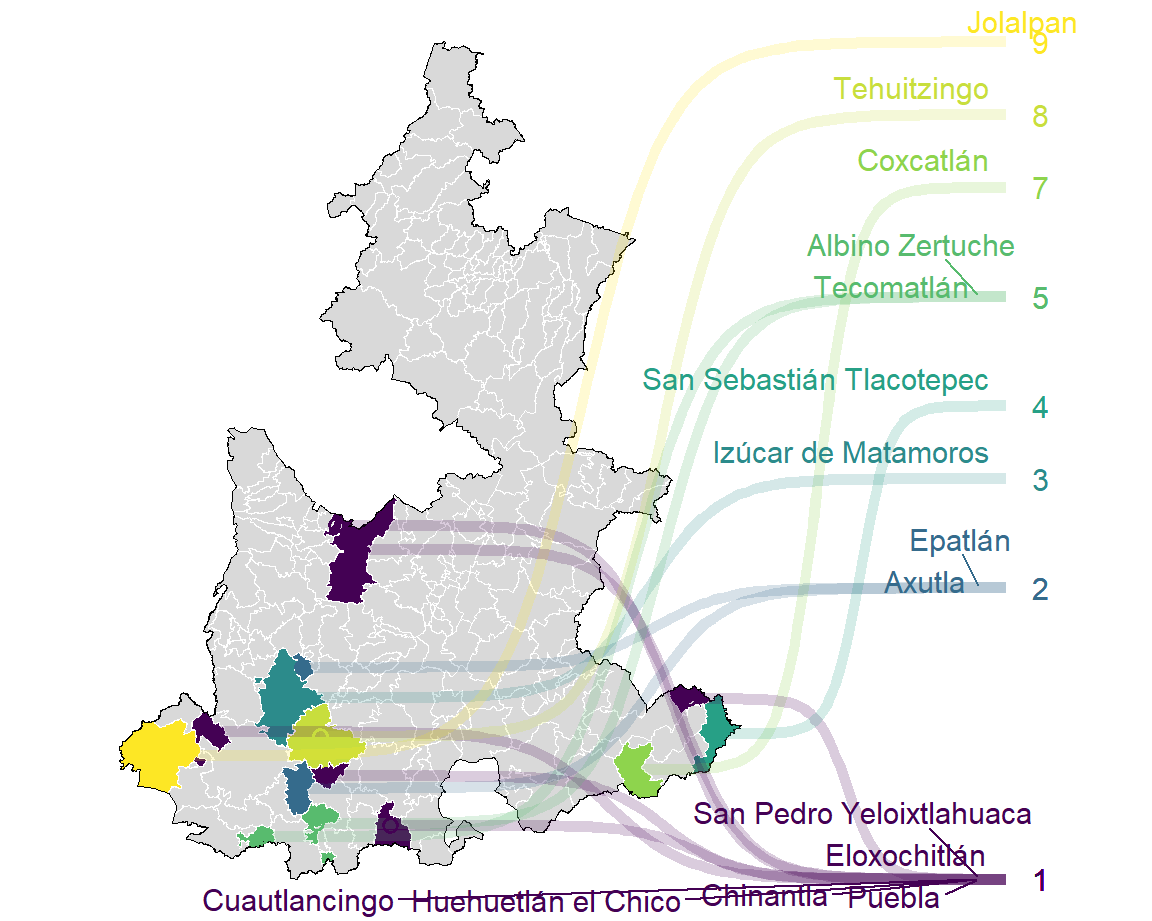 Jolalpan
9
Tehuitzingo
8
Coxcatlán
7
Albino Zertuche
Tecomatlán
5
San Sebastián Tlacotepec
4
Izúcar de Matamoros
3
Epatlán
Axutla
2
San Pedro Yeloixtlahuaca
Eloxochitlán
1
Cuautlancingo Huehuetlán el Chico Chinantla Puebla